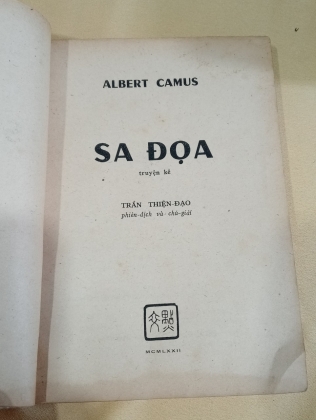 ALBERT CAMUS
SA ĐỌA
truyện kể
TRẦN THIỆN-ĐẠO
phiên-dịch và chú-giải
MCMLXXII